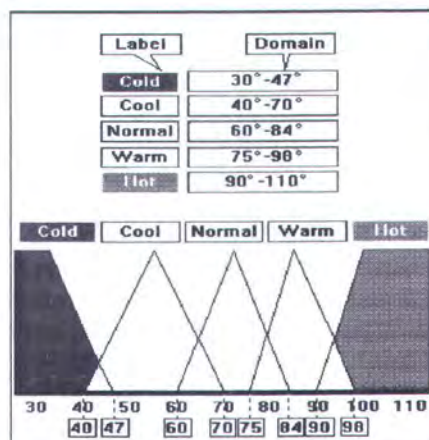 Label Domain
Cold 30°-47°
Cool 40°-70°
Normal 60°-84°
Warm 75°-98°
Hot 90°-110°
Cold Cool Normal Warm Hot
30 40 50 60 70 80 90 100 110
40 47 60 70 75 84 90 98